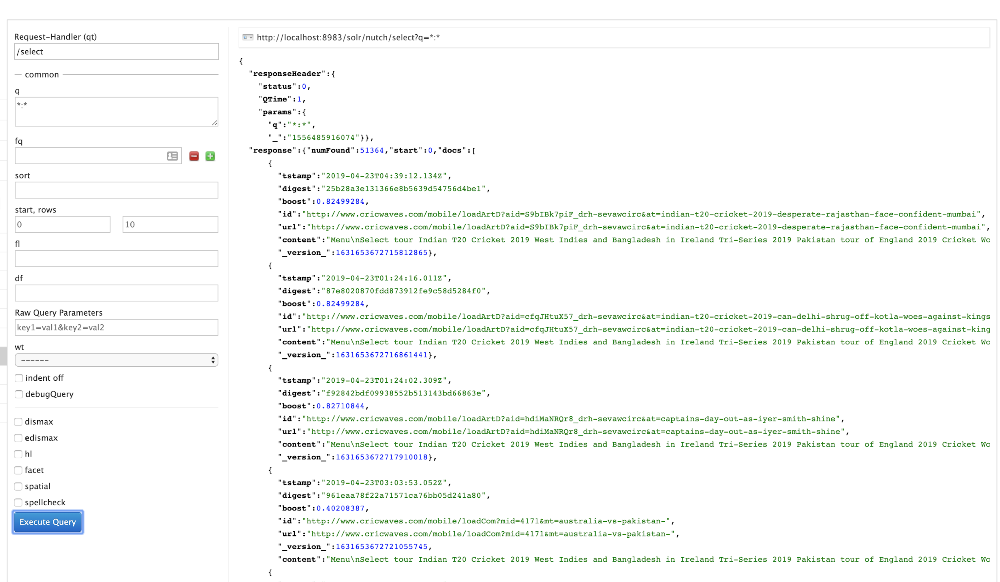 Request-Handler (qt)
/select
common
q
*:*
fq
sort
start, rows
0
10
fl
df
Raw Query Parameters
key1=val1&key2=val2
wt
------
indent off
debugQuery
dismax
edismax
hl
facet
spatial
spellcheck
Execute Query
http://localhost:8983/solr/nutch/select?q=*:*
{
"responseHeader":{
"status":0,
"QTime":1,
"params":{
"q":"*:*",
"_":"1556485916074"}},
"response":{"numFound":51364,"start":0,"docs":[
{
"tstamp":"2019-04-23T04:39:12.134Z",
"digest":"25b28a3e131366e8b5639d54756d4be1",
"boost":0.82499284,
"id":"http://www.cricwaves.com/mobile/loadArtD?aid=S9bIBk7piF_drh-sevawcirc&at=indian-t20-cricket-2019-desperate-rajasthan-face-confident-mumbai",
"url":"http://www.cricwaves.com/mobile/loadArtD?aid=S9bIBk7piF_drh-sevawcirc&at=indian-t20-cricket-2019-desperate-rajasthan-face-confident-mumbai",
"content":"Menu\nSelect tour Indian T20 Cricket 2019 West Indies and Bangladesh in Ireland Tri-Series 2019 Pakistan tour of England 2019 Cricket Wo
"_version_":1631653672715812865},
{
"tstamp":"2019-04-23T01:24:16.011Z",
"digest":"87e8020870fdd873912fe9c58d5284f0",
"boost":0.82499284,
"id":"http://www.cricwaves.com/mobile/loadArtD?aid=cfqJHtuX57_drh-sevawcirc&at=indian-t20-cricket-2019-can-delhi-shrug-off-kotla-woes-against-kings
"url":"http://www.cricwaves.com/mobile/loadArtD?aid=cfqJHtuX57_drh-sevawcirc&at=indian-t20-cricket-2019-can-delhi-shrug-off-kotla-woes-against-king
"content":"Menu\nSelect tour Indian T20 Cricket 2019 West Indies and Bangladesh in Ireland Tri-Series 2019 Pakistan tour of England 2019 Cricket Wo
"_version_":1631653672716861441},
{
"tstamp":"2019-04-23T01:24:02.309Z",
"digest":"f92842bdf09938552b513143bd66863e",
"boost":0.82710844,
"id":"http://www.cricwaves.com/mobile/loadArtD?aid=hdiMaNRQr8_drh-sevawcirc&at=captains-day-out-as-iyer-smith-shine",
"url":"http://www.cricwaves.com/mobile/loadArtD?aid=hdiMaNRQr8_drh-sevawcirc&at=captains-day-out-as-iyer-smith-shine",
"content":"Menu\nSelect tour Indian T20 Cricket 2019 West Indies and Bangladesh in Ireland Tri-Series 2019 Pakistan tour of England 2019 Cricket Wo
"_version_":1631653672717910018},
{
"tstamp":"2019-04-23T03:03:53.052Z",
"digest":"961eaa78f22a71571ca76bb05d241a80",
"boost":0.40208387,
"id":"http://www.cricwaves.com/mobile/loadCom?mid=4171&mt=australia-vs-pakistan-",
"url":"http://www.cricwaves.com/mobile/loadCom?mid=4171&mt=australia-vs-pakistan-",
"_version_":1631653672721055745,
"content":"Menu\nSelect tour Indian T20 Cricket 2019 West Indies and Bangladesh in Ireland Tri-Series 2019 Pakistan tour of England 2019 Cricket Wo
{